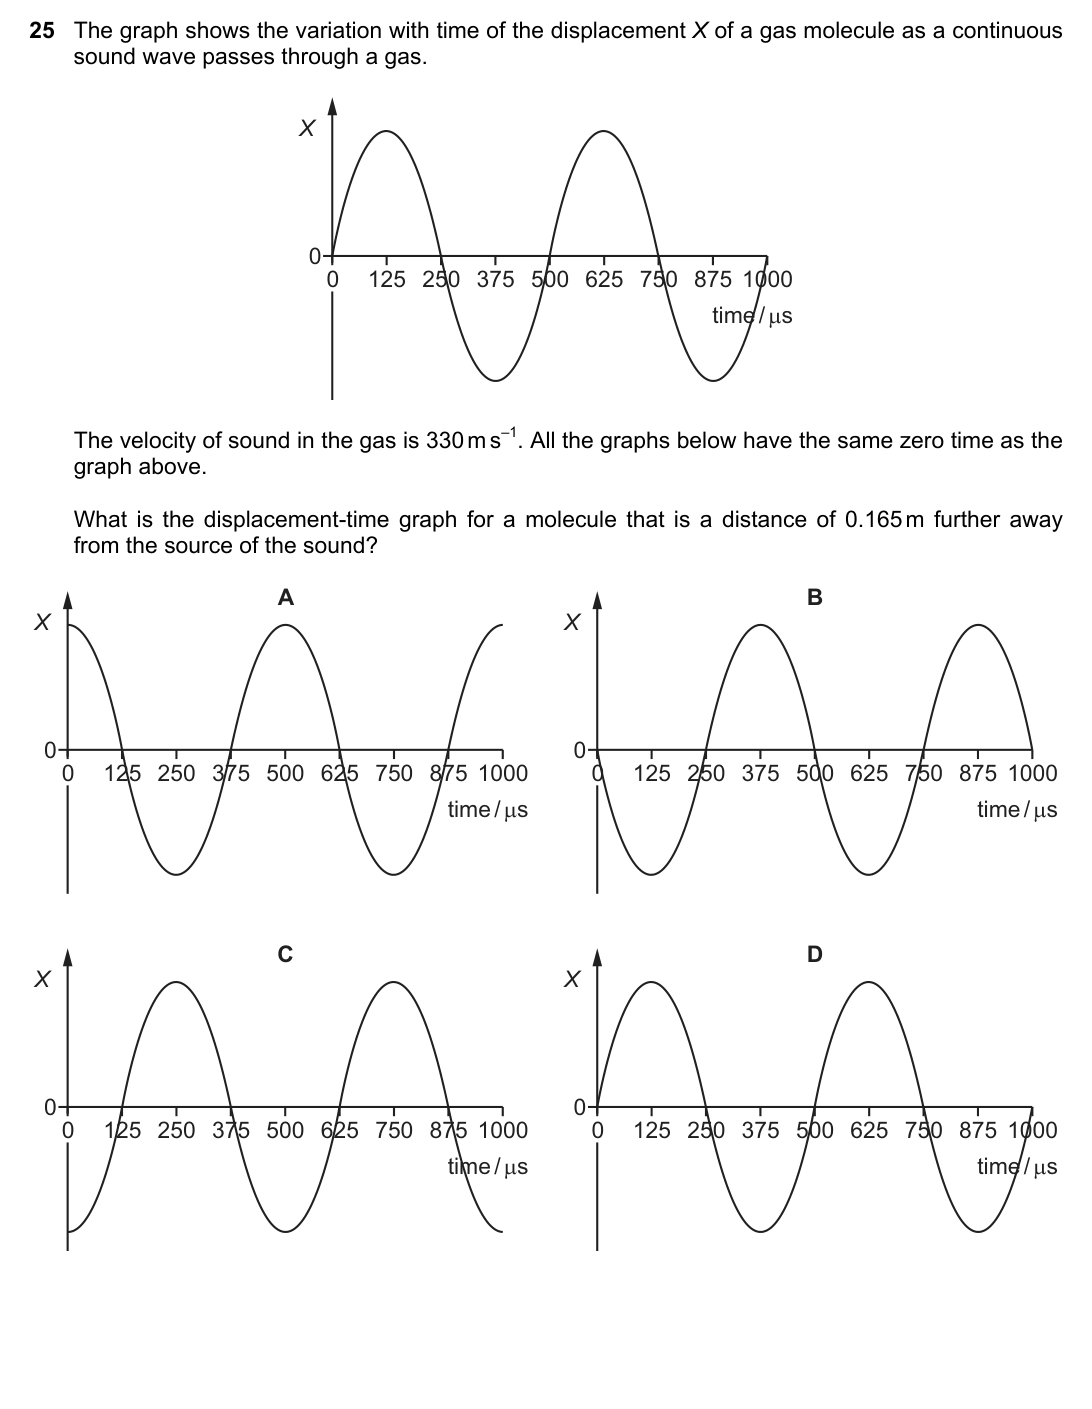 25 The graph shows the variation with time of the displacement X of a gas molecule as a continuous
sound wave passes through a gas.
X
0
0 125 250 375 500 625 750 875 1000
time / μs
The velocity of sound in the gas is 330 m s⁻¹. All the graphs below have the same zero time as the
graph above.
What is the displacement-time graph for a molecule that is a distance of 0.165 m further away
from the source of the sound?
A
X
0
0 125 250 375 500 625 750 875 1000
time / μs
B
X
0
0 125 250 375 500 625 750 875 1000
time / μs
C
X
0
0 125 250 375 500 625 750 875 1000
time / μs
D
X
0
0 125 250 375 500 625 750 875 1000
time / μs